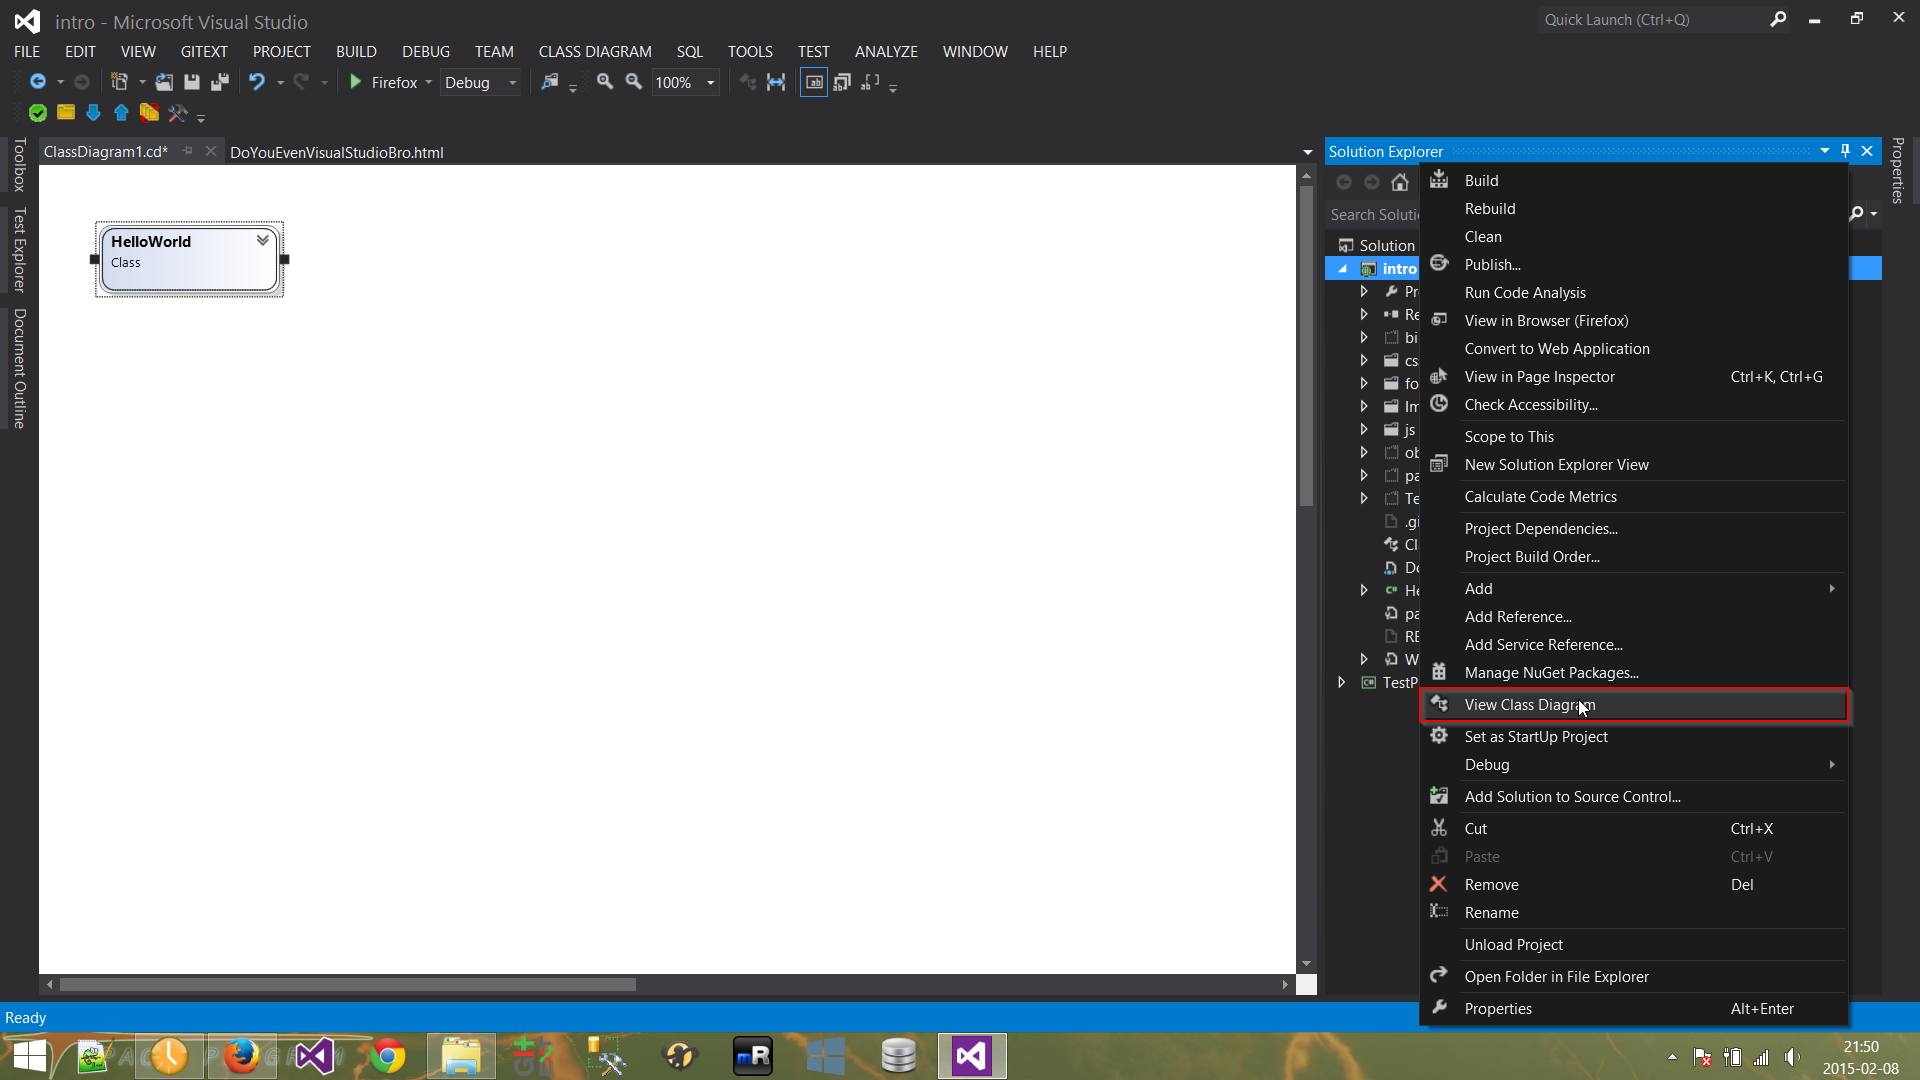 intro - Microsoft Visual Studio
Quick Launch (Ctrl+Q)
FILE EDIT VIEW GITEXT PROJECT BUILD DEBUG TEAM CLASS DIAGRAM SQL TOOLS TEST ANALYZE WINDOW HELP
Firefox Debug 100%
Toolbox
Test Explorer
Document Outline
ClassDiagram1.cd* DoYouEvenVisualStudioBro.html
HelloWorld
Class
Solution Explorer
Properties
Search Soluti
Solution
intro
Pr
Re
bi
cs
fo
Im
js
ob
pa
Te
.gi
Cl
Do
He
pa
RE
W
TestP
Build
Rebuild
Clean
Publish...
Run Code Analysis
View in Browser (Firefox)
Convert to Web Application
View in Page Inspector Ctrl+K, Ctrl+G
Check Accessibility...
Scope to This
New Solution Explorer View
Calculate Code Metrics
Project Dependencies...
Project Build Order...
Add
Add Reference...
Add Service Reference...
Manage NuGet Packages...
View Class Diagram
Set as StartUp Project
Debug
Add Solution to Source Control...
Cut Ctrl+X
Paste Ctrl+V
Remove Del
Rename
Unload Project
Open Folder in File Explorer
Properties Alt+Enter
Ready
mR
21:50
2015-02-08